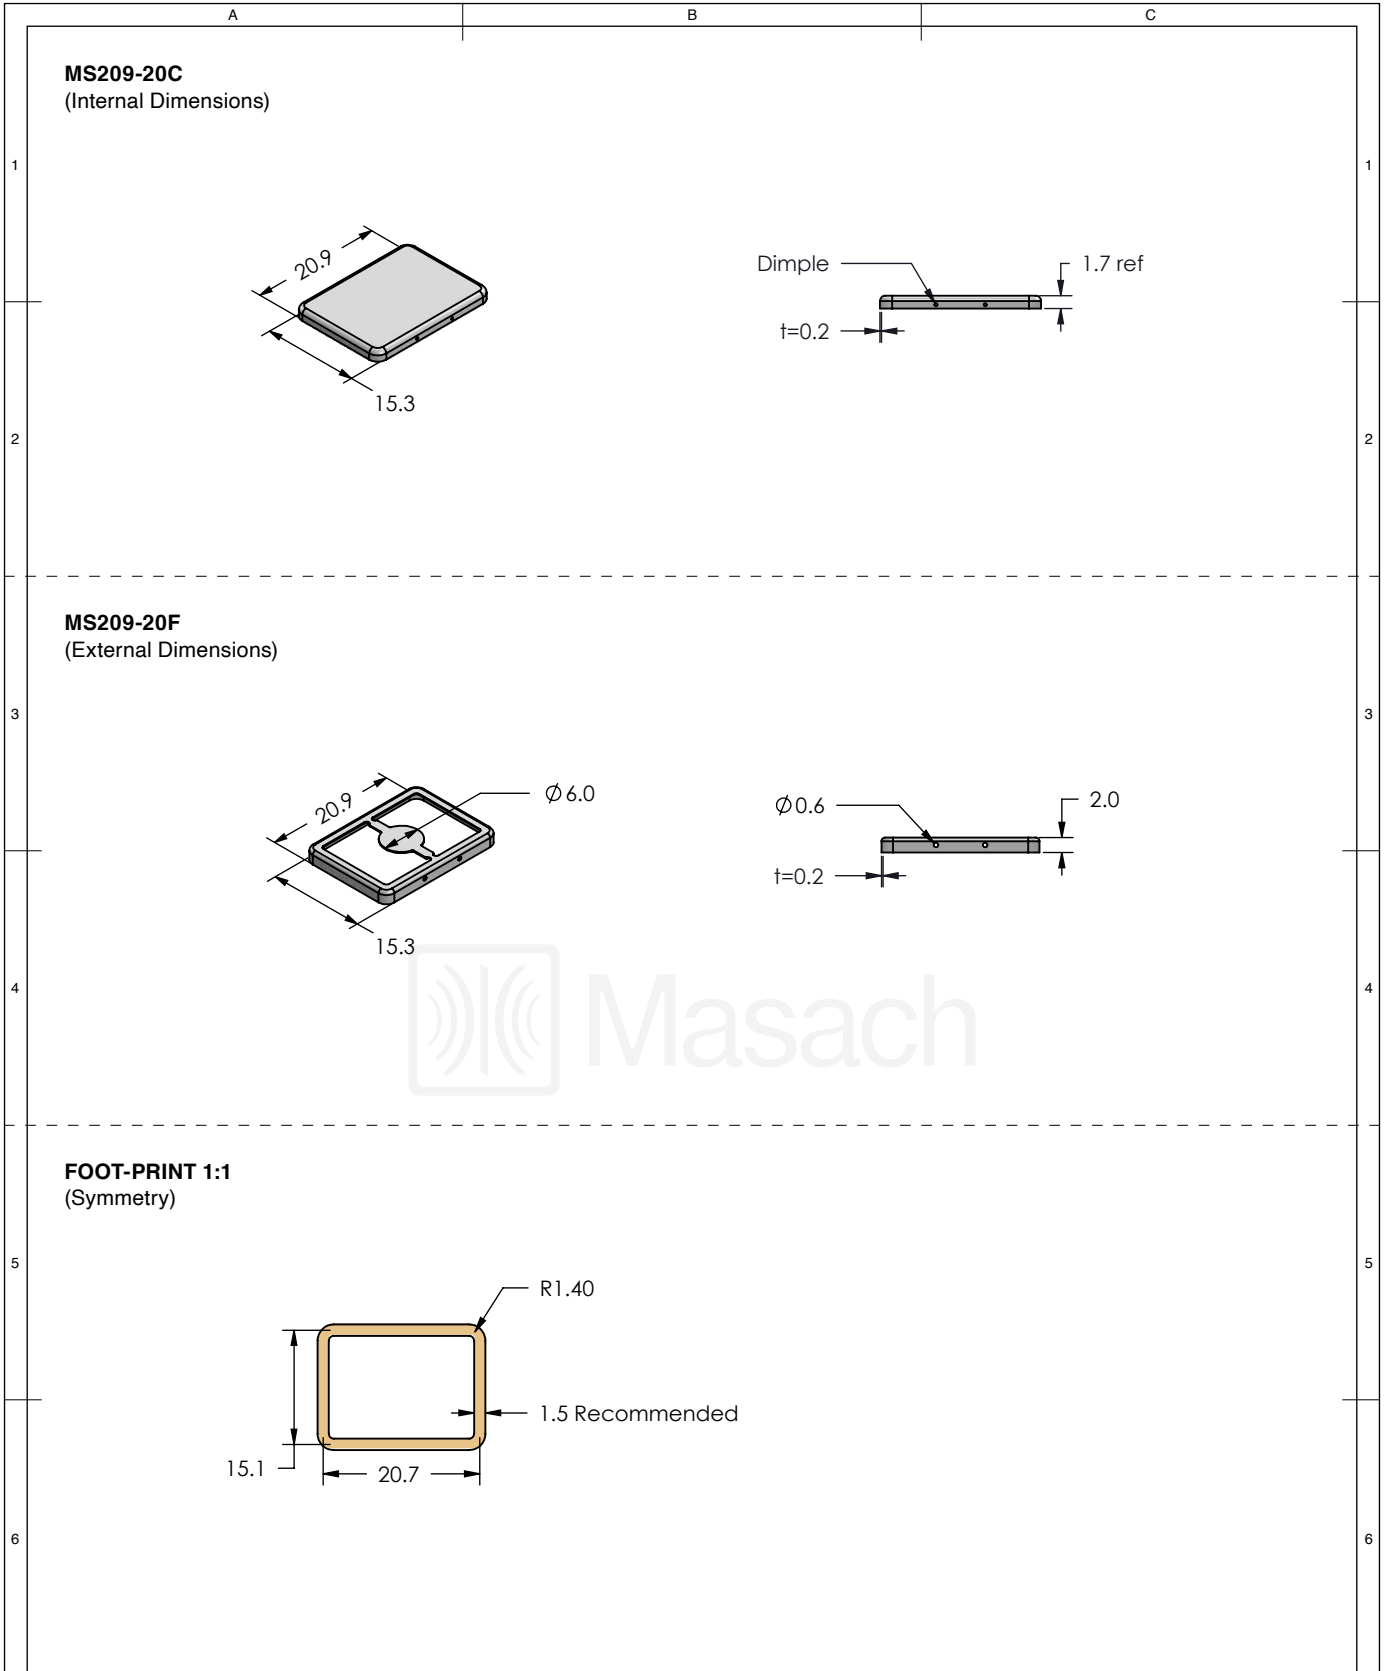 A B C
MS209-20C
(Internal Dimensions)
1 1
20.9
15.3
Dimple
1.7 ref
t=0.2
2 2
MS209-20F
(External Dimensions)
3 3
20.9
∅6.0
15.3
∅0.6
2.0
t=0.2
Masach
4 4
FOOT-PRINT 1:1
(Symmetry)
5 5
R1.40
1.5 Recommended
15.1
20.7
6 6